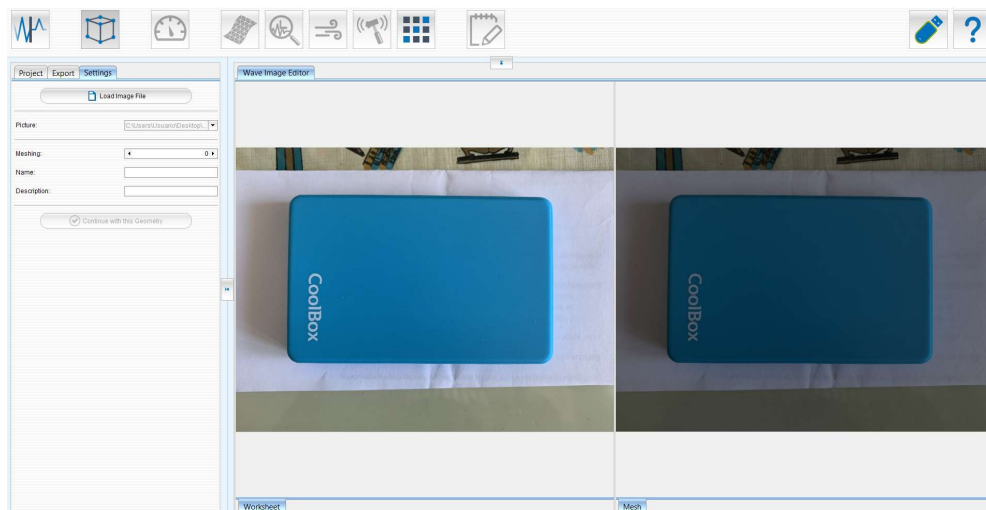 Project Export Settings
Load Image File
Picture: C:\Users\Usuario\Desktop\...
Meshing: 0
Name:
Description:
Continue with this Geometry
Wave Image Editor
CoolBox
CoolBox
Worksheet
Mesh